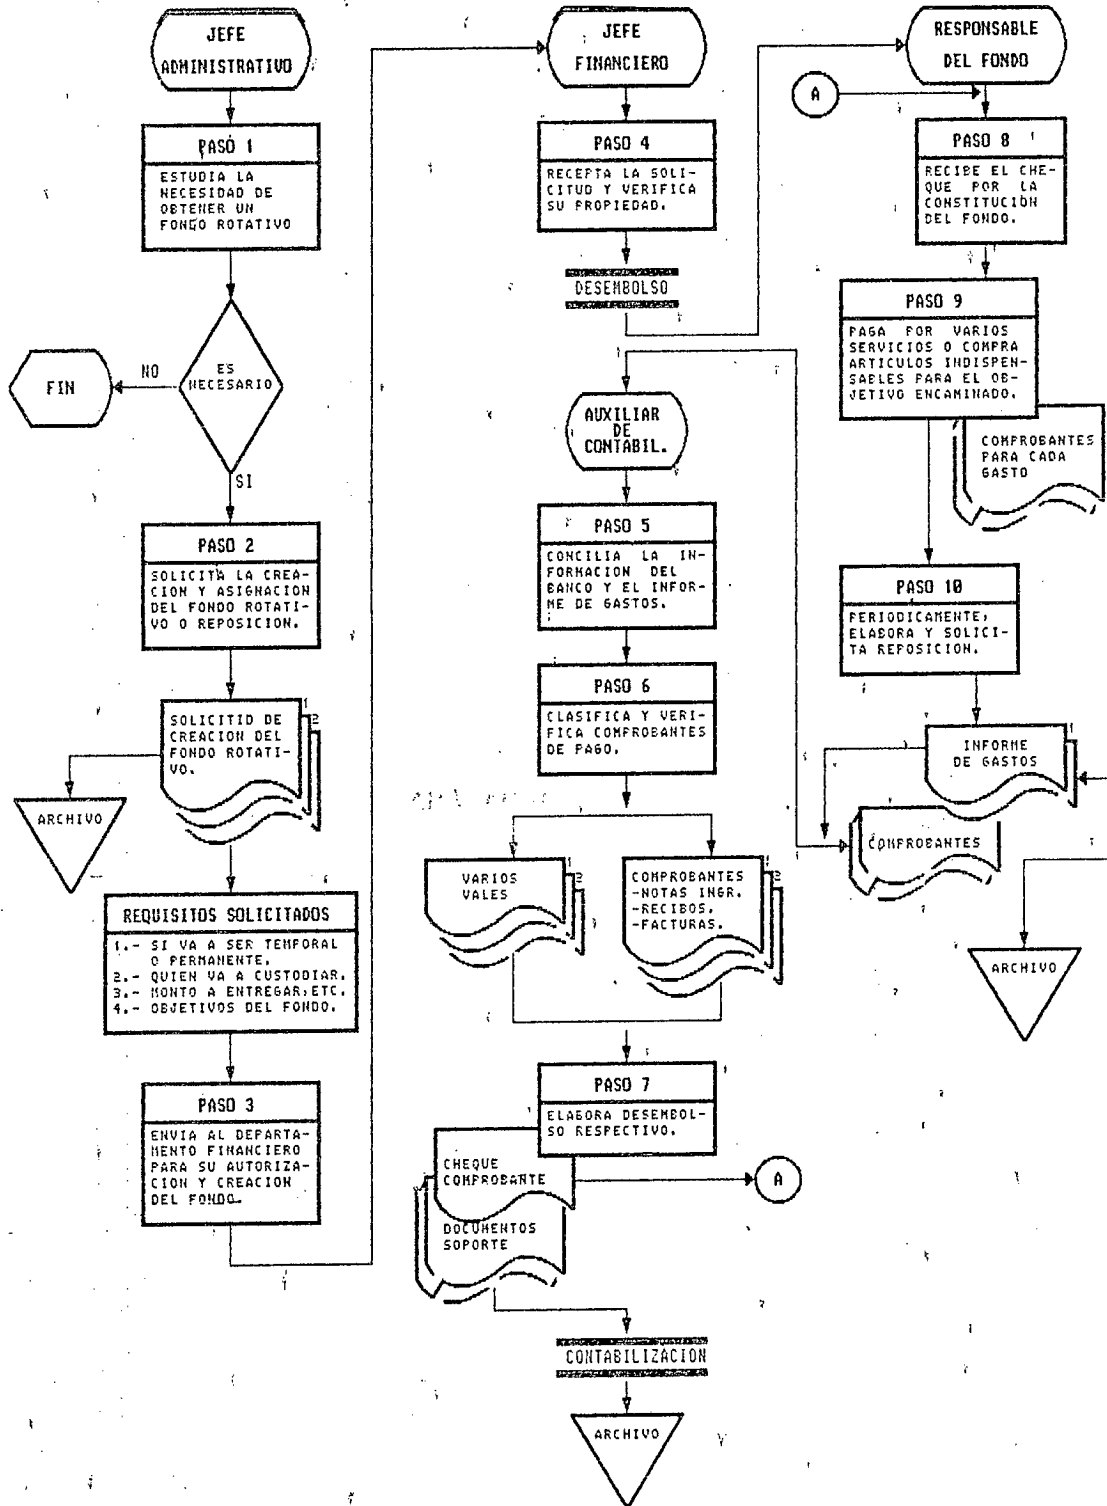 JEFE
ADMINISTRATIVO
PASO 1
ESTUDIA LA
NECESIDAD DE
OBTENER UN
FONDO ROTATIVO
ES
NECESARIO
NO
FIN
SI
PASO 2
SOLICITA LA CREA-
CION Y ASIGNACION
DEL FONDO ROTATI-
VO O REPOSICION.
1
2
SOLICITID DE
CREACION DEL
FONDO ROTATI-
VO.
ARCHIVO
REQUISITOS SOLICITADOS
1.- SI VA A SER TEMPORAL
O PERMANENTE.
2.- QUIEN VA A CUSTODIAR.
3.- MONTO A ENTREGAR,ETC.
4.- OBJETIVOS DEL FONDO.
PASO 3
ENVIA AL DEPARTA-
MENTO FINANCIERO
PARA SU AUTORIZA-
CION Y CREACION
DEL FONDO.
JEFE
FINANCIERO
PASO 4
RECEPTA LA SOLI-
CITUD Y VERIFICA
SU PROPIEDAD.
DESEMBOLSO
AUXILIAR
DE
CONTABIL.
PASO 5
CONCILIA LA IN-
FORMACION DEL
BANCO Y EL INFOR-
ME DE GASTOS.
PASO 6
CLASIFICA Y VERI-
FICA COMPROBANTES
DE PAGO.
1
2
VARIOS
VALES
1
2
COMPROBANTES
-NOTAS INGR.
-RECIBOS.
-FACTURAS.
PASO 7
ELABORA DESEMBOL-
SO RESPECTIVO.
CHEQUE
COMPROBANTE
A
DOCUMENTOS
SOPORTE
CONTABILIZACION
ARCHIVO
RESPONSABLE
DEL FONDO
A
PASO 8
RECIBE EL CHE-
QUE POR LA
CONSTITUCION
DEL FONDO.
PASO 9
PAGA POR VARIOS
SERVICIOS O COMPRA
ARTICULOS INDISPEN-
SABLES PARA EL OB-
JETIVO ENCAMINADO.
COMPROBANTES
PARA CADA
GASTO
PASO 10
PERIODICAMENTE,
ELABORA Y SOLICI-
TA REPOSICION.
1
INFORME
DE GASTOS
COMPROBANTES
ARCHIVO